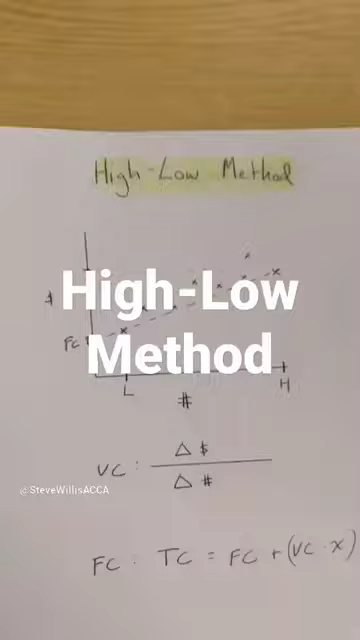 High-Low Method
$
High-Low
Method
FC
L
H
#
VC : Δ $
Δ #
@SteveWillisACCA
FC : TC = FC + (VC · x)